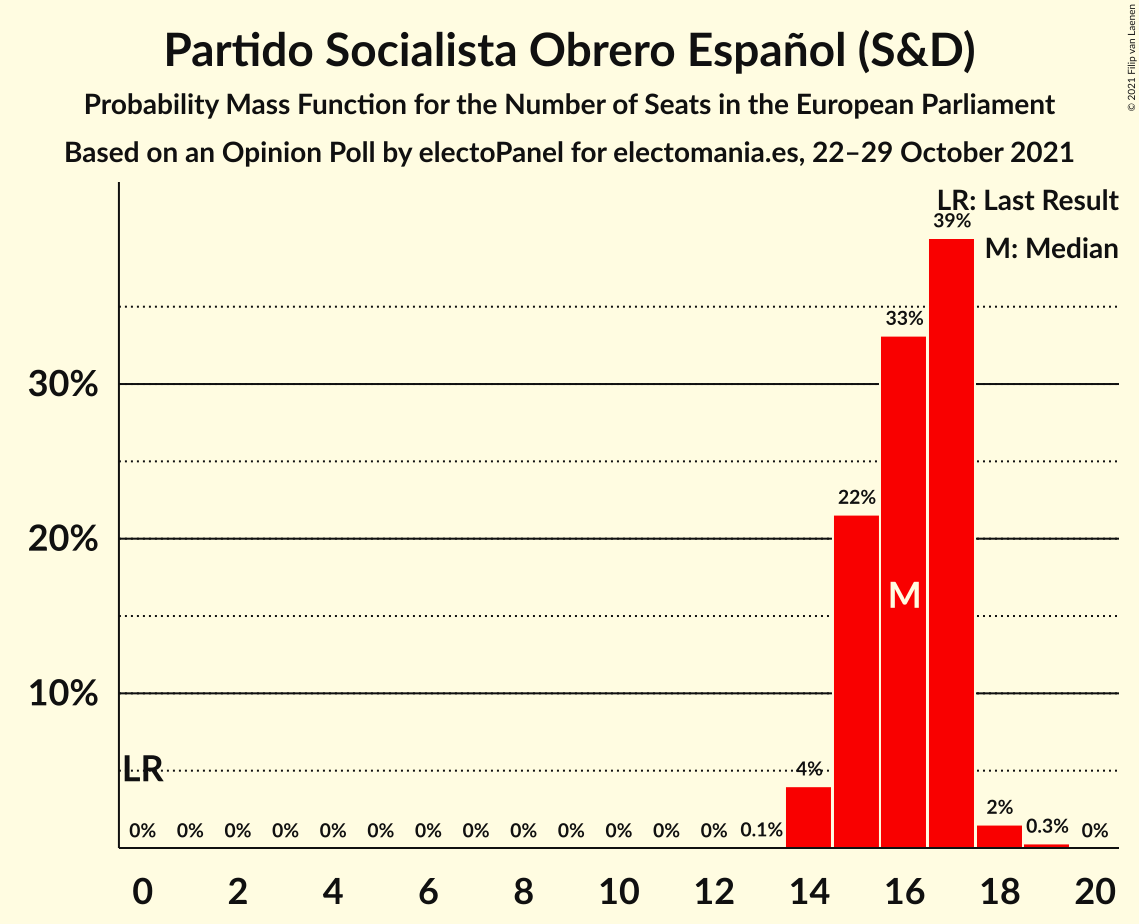 © 2021 Filip van Laenen
Partido Socialista Obrero Español (S&D)
Probability Mass Function for the Number of Seats in the European Parliament
Based on an Opinion Poll by electoPanel for electomania.es, 22–29 October 2021
LR: Last Result
39%
M: Median
33%
30%
22%
20%
M
10%
LR
4%
2%
0% 0% 0% 0% 0% 0% 0% 0% 0% 0% 0% 0% 0% 0.1% 0.3% 0%
0 2 4 6 8 10 12 14 16 18 20